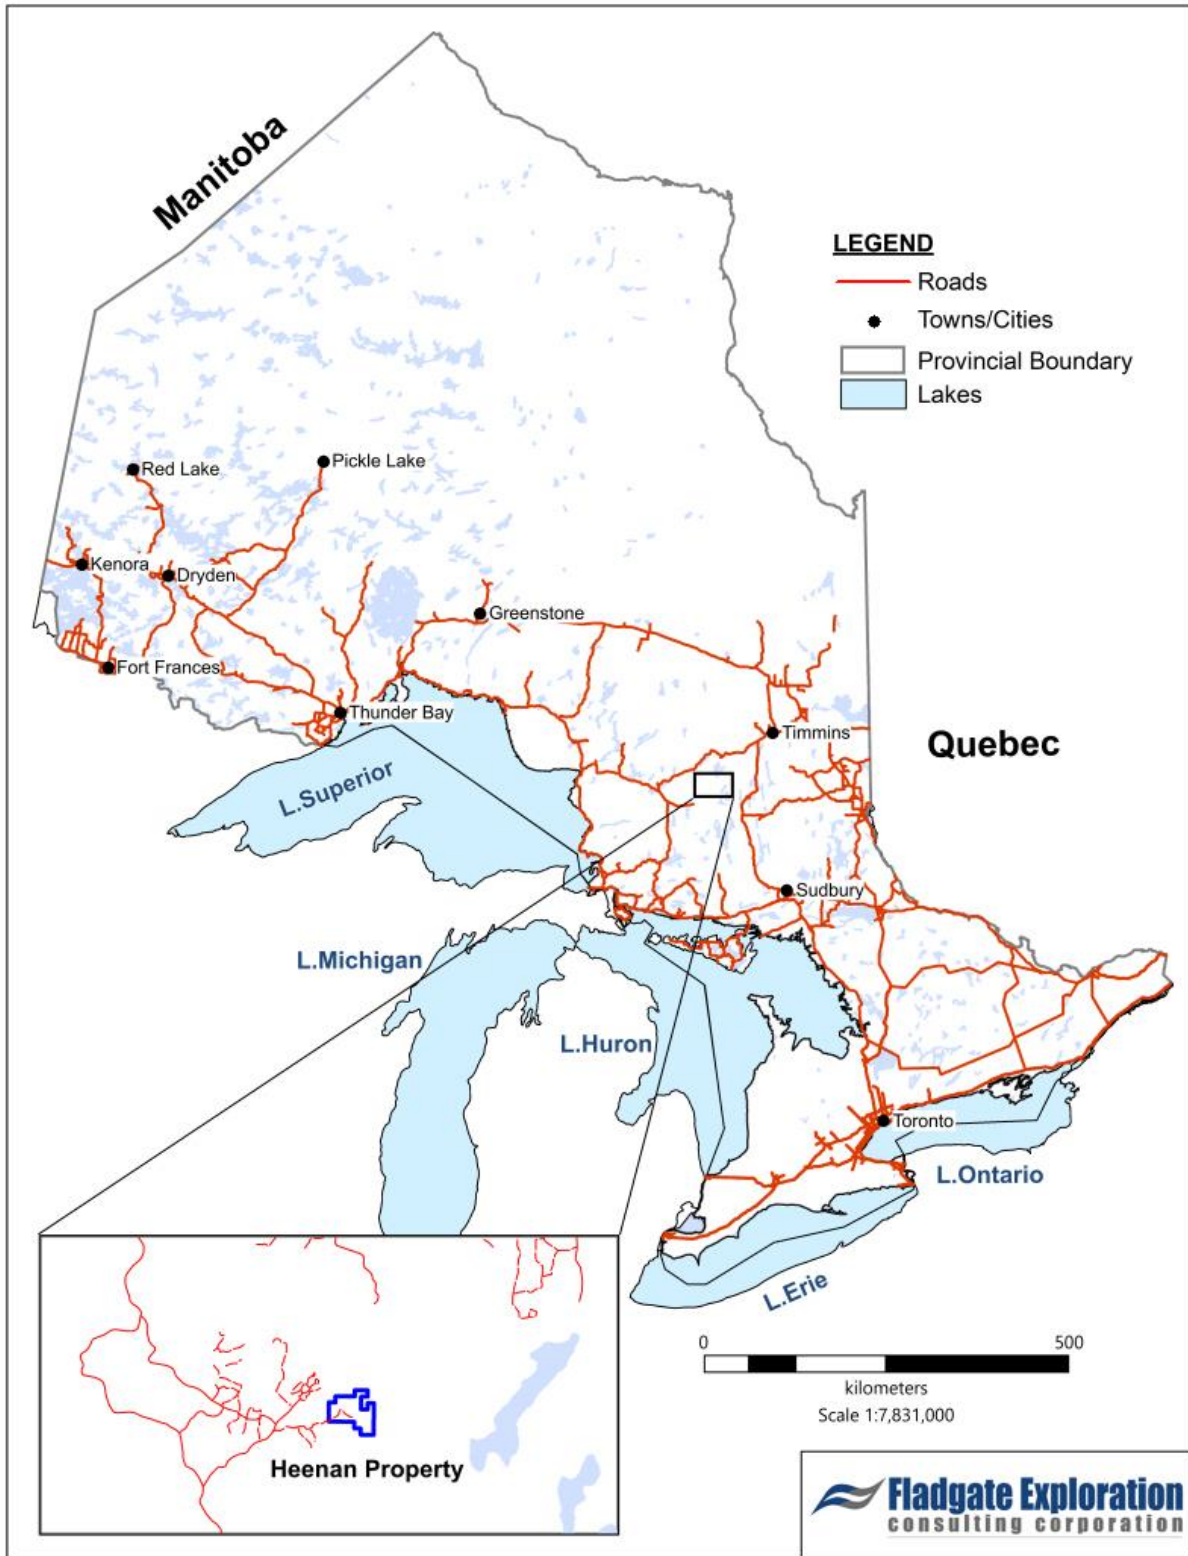 Manitoba
LEGEND
Roads
Towns/Cities
Provincial Boundary
Lakes
Red Lake
Pickle Lake
Kenora
Dryden
Greenstone
Fort Frances
Thunder Bay
Timmins
Quebec
L.Superior
Sudbury
L.Michigan
L.Huron
Toronto
L.Ontario
L.Erie
0 500
kilometers
Scale 1:7,831,000
Heenan Property
Fladgate Exploration
consulting corporation